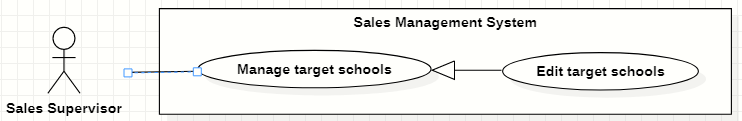 Sales Management System
Manage target schools
Edit target schools
Sales Supervisor